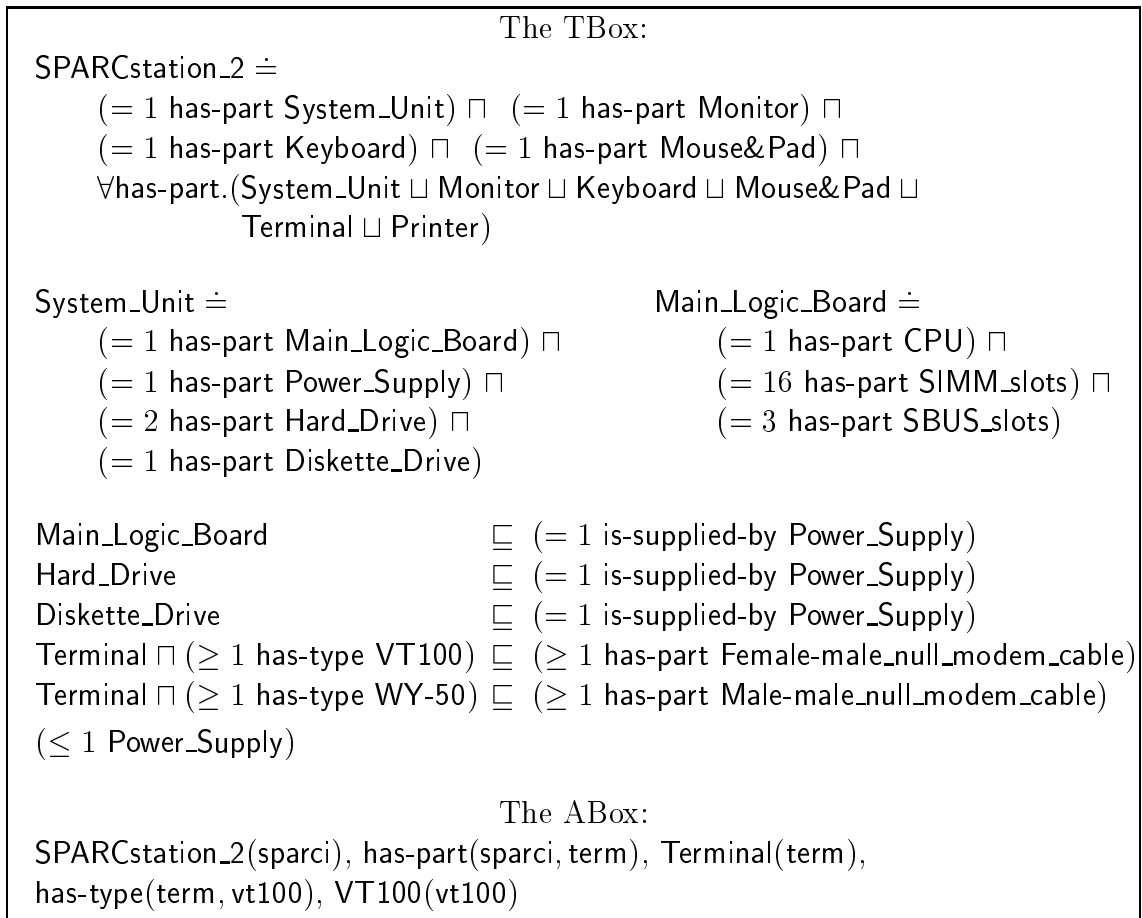 The TBox:
SPARCstation_2 ≐
(= 1 has-part System_Unit) ⊓ (= 1 has-part Monitor) ⊓
(= 1 has-part Keyboard) ⊓ (= 1 has-part Mouse&Pad) ⊓
∀has-part.(System_Unit ⊔ Monitor ⊔ Keyboard ⊔ Mouse&Pad ⊔
Terminal ⊔ Printer)
System_Unit ≐
(= 1 has-part Main_Logic_Board) ⊓
(= 1 has-part Power_Supply) ⊓
(= 2 has-part Hard_Drive) ⊓
(= 1 has-part Diskette_Drive)
Main_Logic_Board ≐
(= 1 has-part CPU) ⊓
(= 16 has-part SIMM_slots) ⊓
(= 3 has-part SBUS_slots)
Main_Logic_Board ⊑ (= 1 is-supplied-by Power_Supply)
Hard_Drive ⊑ (= 1 is-supplied-by Power_Supply)
Diskette_Drive ⊑ (= 1 is-supplied-by Power_Supply)
Terminal ⊓ (≥ 1 has-type VT100) ⊑ (≥ 1 has-part Female-male_null_modem_cable)
Terminal ⊓ (≥ 1 has-type WY-50) ⊑ (≥ 1 has-part Male-male_null_modem_cable)
(≤ 1 Power_Supply)
The ABox:
SPARCstation_2(sparci), has-part(sparci, term), Terminal(term),
has-type(term, vt100), VT100(vt100)